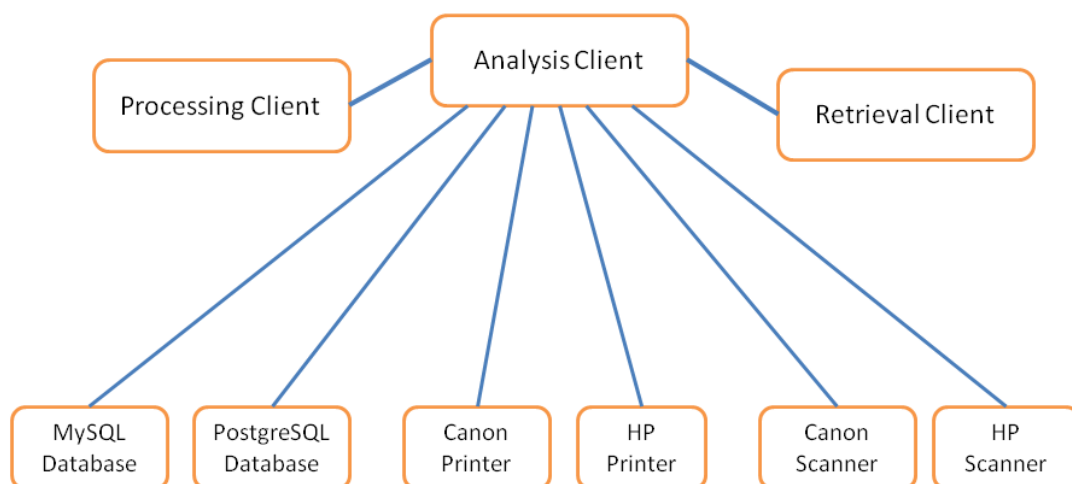 Analysis Client
Processing Client
Retrieval Client
MySQL
Database
PostgreSQL
Database
Canon
Printer
HP
Printer
Canon
Scanner
HP
Scanner